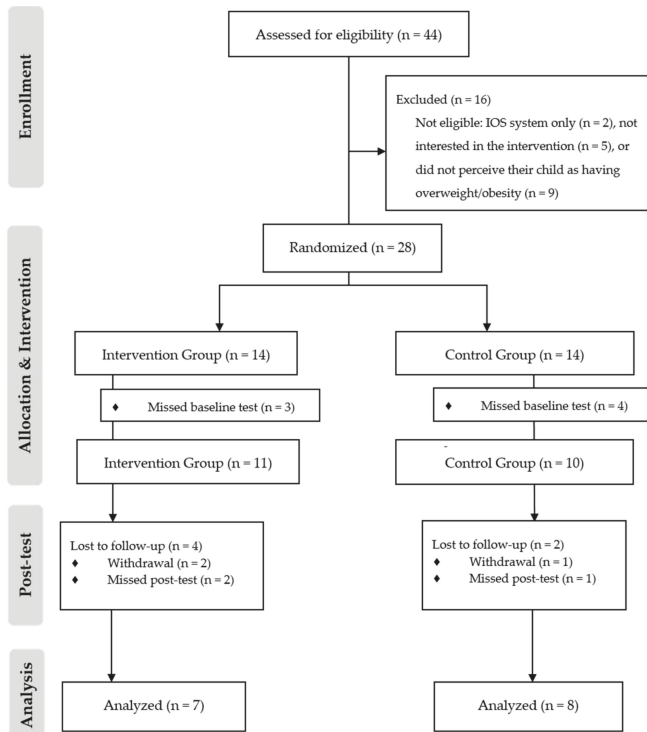 Enrollment
Assessed for eligibility (n = 44)
Excluded (n = 16)
Not eligible: IOS system only (n = 2), not
interested in the intervention (n = 5), or
did not perceive their child as having
overweight/obesity (n = 9)
Randomized (n = 28)
Allocation & Intervention
Intervention Group (n = 14)
Control Group (n = 14)
♦ Missed baseline test (n = 3)
♦ Missed baseline test (n = 4)
Intervention Group (n = 11)
Control Group (n = 10)
Post-test
Lost to follow-up (n = 4)
♦ Withdrawal (n = 2)
♦ Missed post-test (n = 2)
Lost to follow-up (n = 2)
♦ Withdrawal (n = 1)
♦ Missed post-test (n = 1)
Analysis
Analyzed (n = 7)
Analyzed (n = 8)